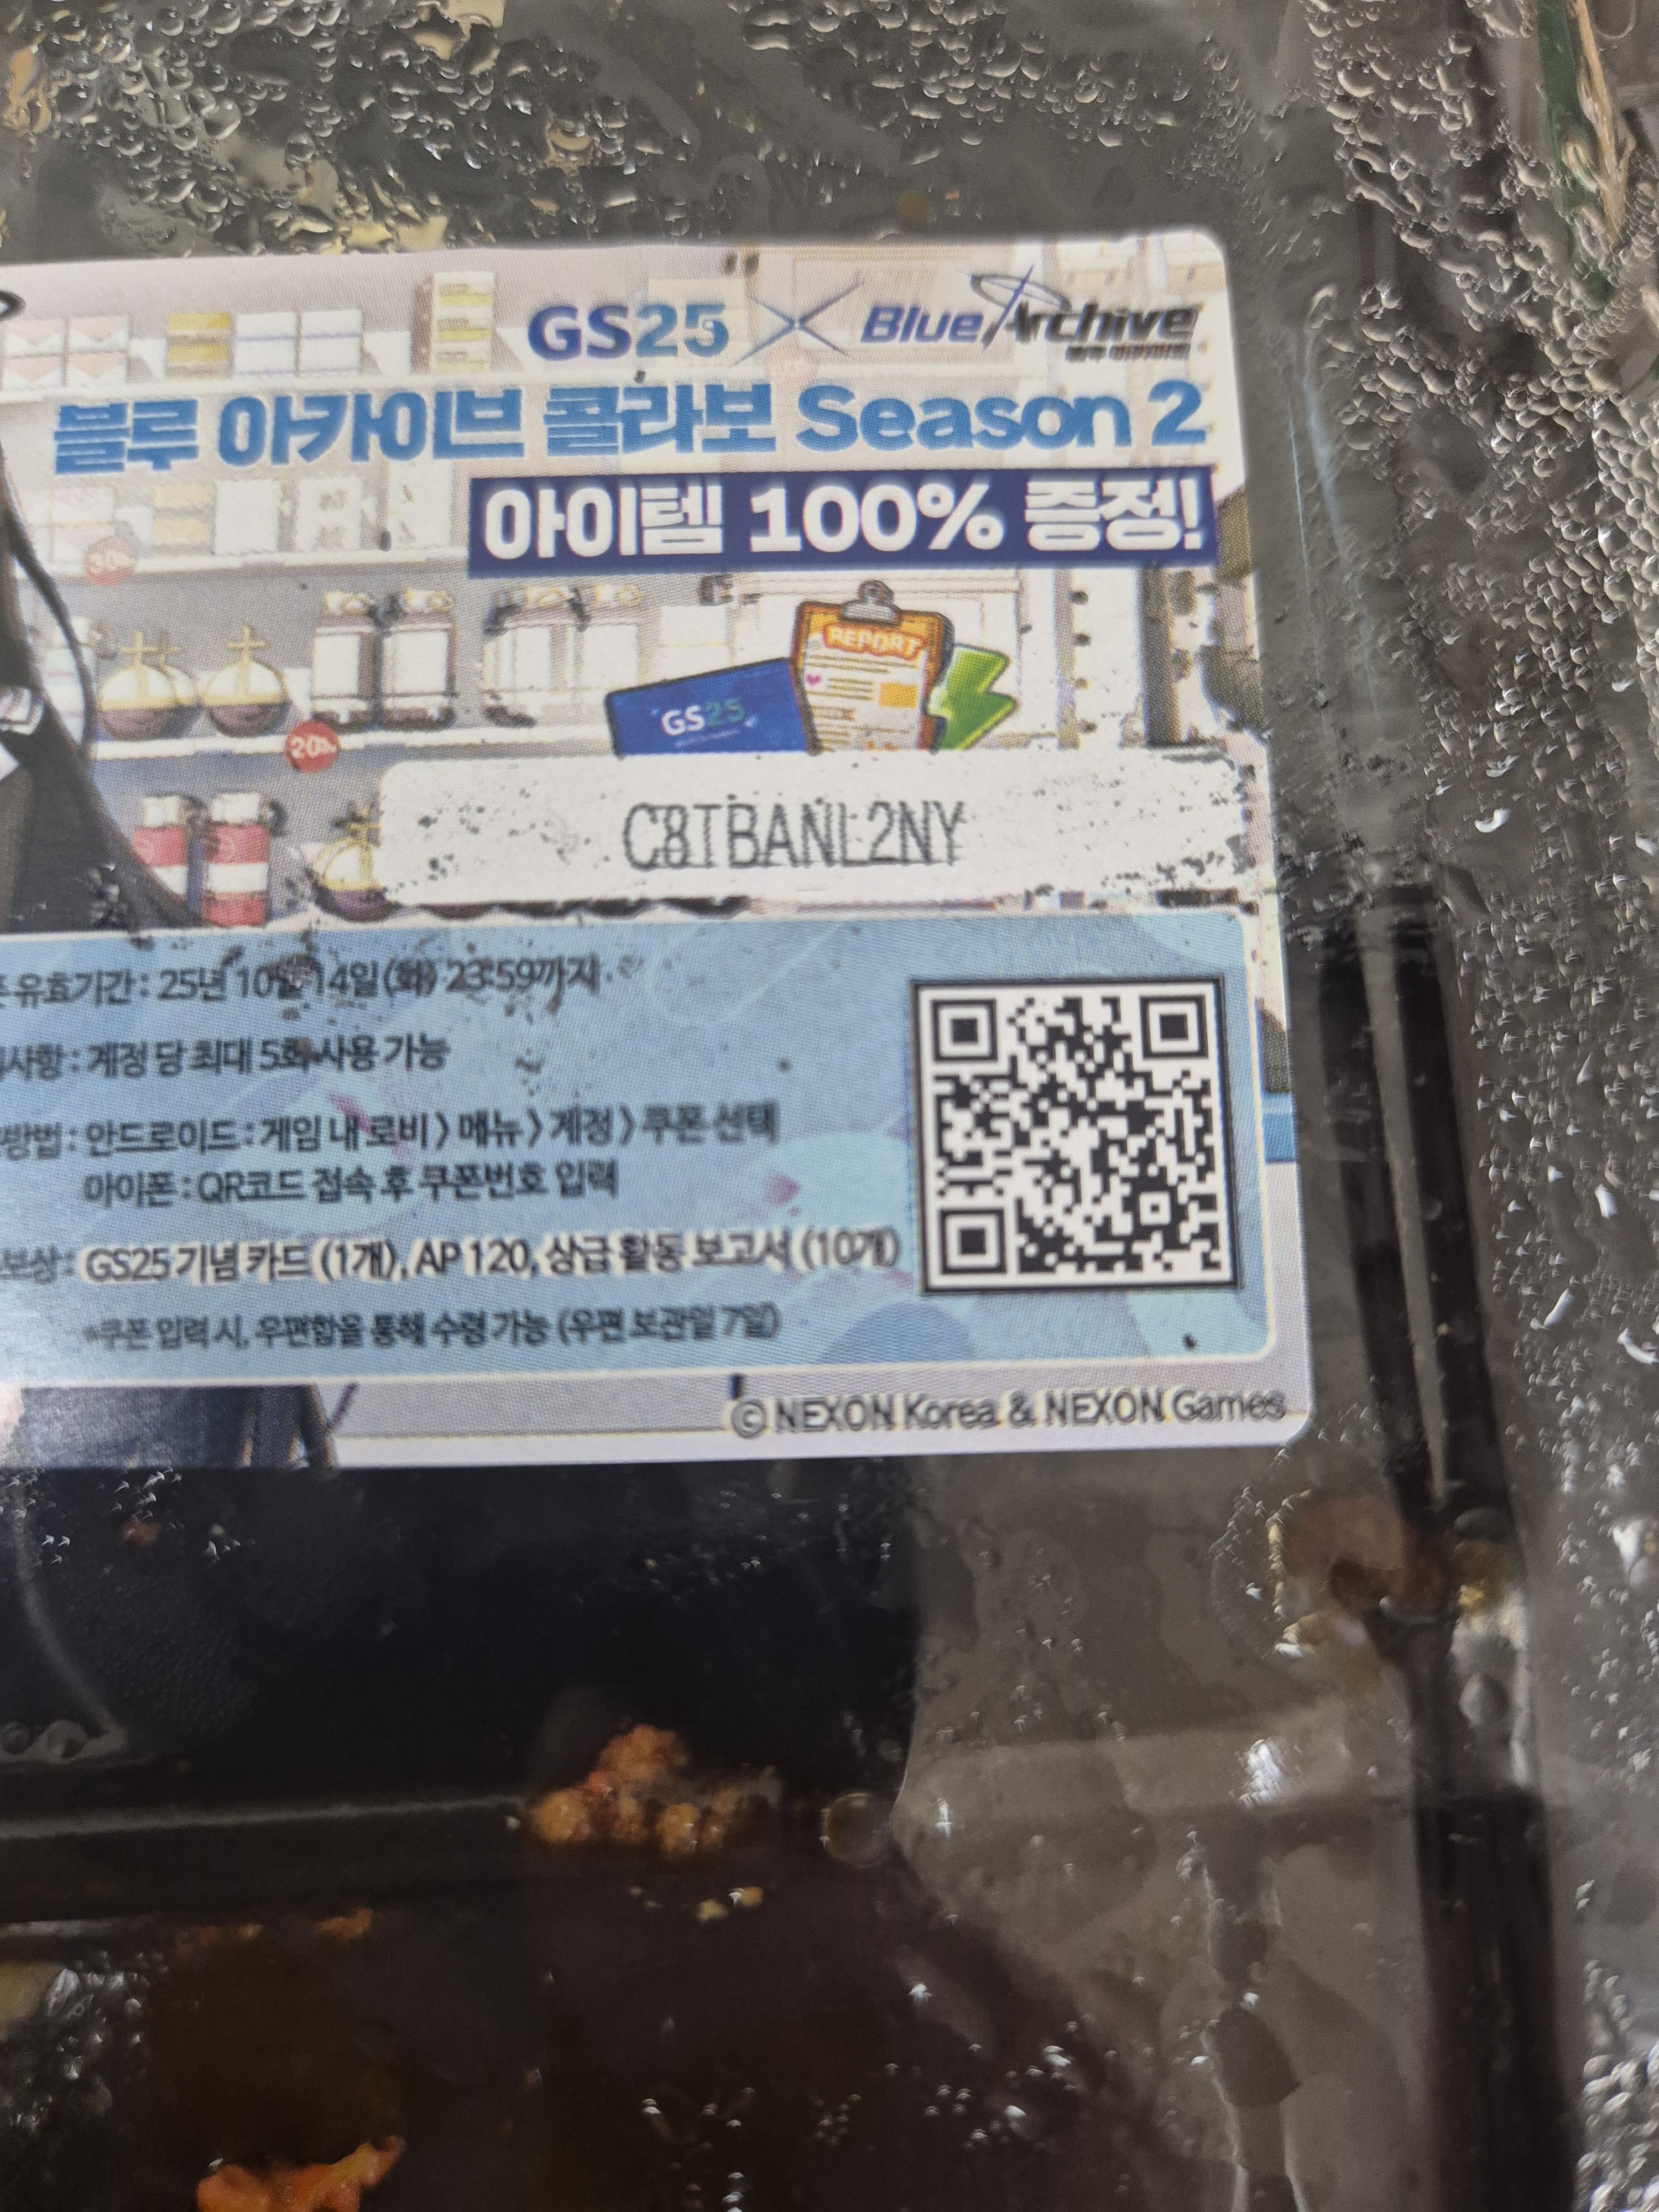 GS25 Blue Archive
블루 아카이브 콜라보 Season 2
아이템 100% 증정!
REPORT
GS25
30%
20%
C8TBANL2NY
유효기간 : 25년 10월 14일 (화) 23:59까지
사항 : 계정 당 최대 5회 사용 가능
방법 : 안드로이드 : 게임 내 로비 > 메뉴 > 계정 > 쿠폰 선택
아이폰 : QR코드 접속 후 쿠폰번호 입력
보상 : GS25 기념 카드 (1개), AP 120, 상급 활동 보고서 (10개)
*쿠폰 입력 시, 우편함을 통해 수령 가능 (우편 보관일 7일)
© NEXON Korea & NEXON Games